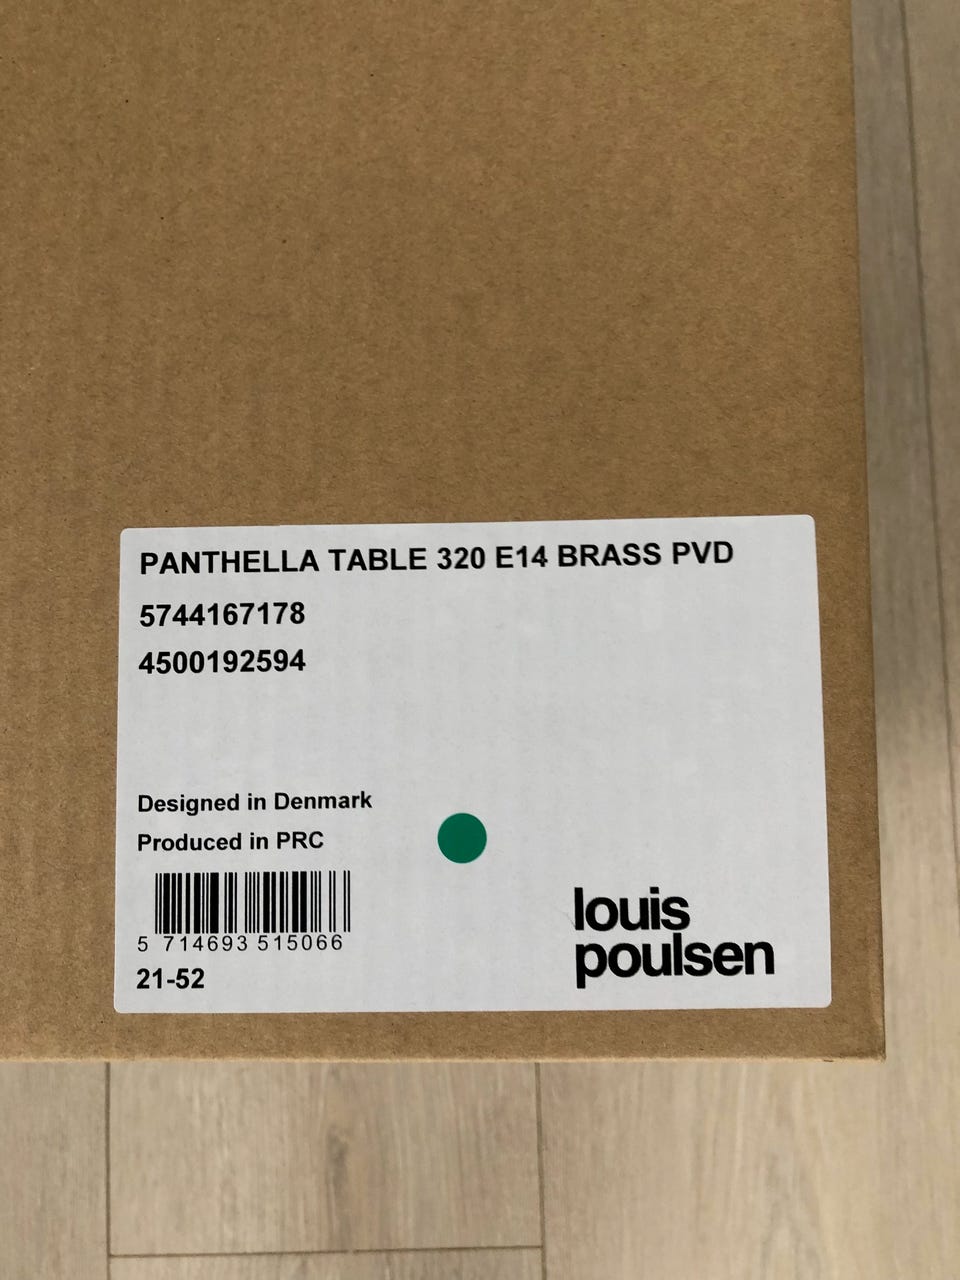 PANTHELLA TABLE 320 E14 BRASS PVD
5744167178
4500192594
Designed in Denmark
Produced in PRC
5 714693 515066
21-52
louis
poulsen